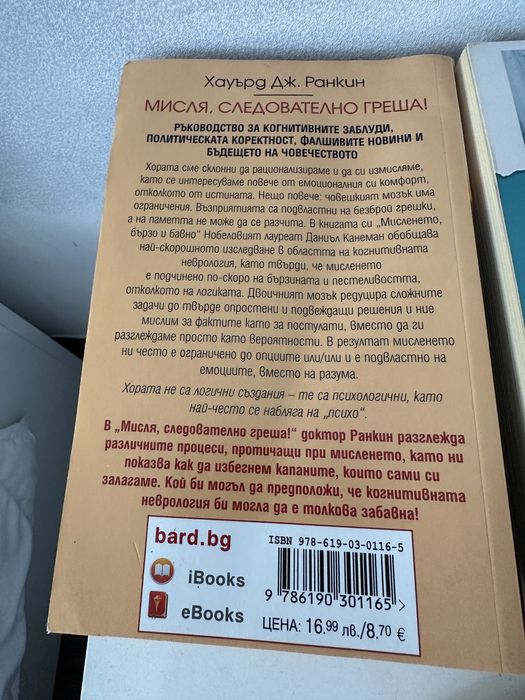 Хауърд Дж. Ранкин
МИСЛЯ, СЛЕДОВАТЕЛНО ГРЕША!
РЪКОВОДСТВО ЗА КОГНИТИВНИТЕ ЗАБЛУДИ,
ПОЛИТИЧЕСКАТА КОРЕКТНОСТ, ФАЛШИВИТЕ НОВИНИ И
БЪДЕЩЕТО НА ЧОВЕЧЕСТВОТО
Хората сме склонни да рационализираме и да си измисляме,
като се интересуваме повече от емоционалния си комфорт,
отколкото от истината. Нещо повече: човешкият мозък има
ограничения. Възприятията са подвластни на безброй грешки,
а на паметта не може да се разчита. В книгата си „Мисленето,
бързо и бавно“ Нобеловият лауреат Даниъл Канеман обобщава
най-скорошното изследване в областта на когнитивната
неврология, като твърди, че мисленето
е подчинено по-скоро на бързината и пестеливостта,
отколкото на логиката. Двоичният мозък редуцира сложните
задачи до твърде опростени и подвеждащи решения и ние
мислим за фактите като за постулати, вместо да ги
разглеждаме просто като вероятности. В резултат мисленето
ни често е ограничено до опциите или/или и е подвластно на
емоциите, вместо на разума.
Хората не са логични създания – те са психологични, като
най-често се набляга на „психо“.
В „Мисля, следователно греша!“ доктор Ранкин разглежда
различните процеси, протичащи при мисленето, като ни
показва как да избегнем капаните, които сами си
залагаме. Кой би могъл да предположи, че когнитивната
неврология би могла да е толкова забавна!
bard.bg
iBooks
eBooks
ISBN 978-619-03-0116-5
9 786190 301165 >
ЦЕНА: 16.99 лв./8.70 €